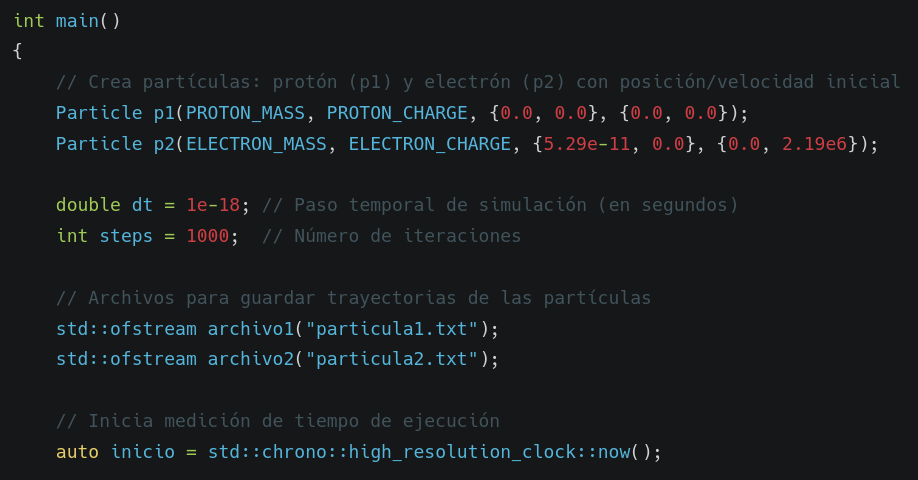 int main()
{
    // Crea partículas: protón (p1) y electrón (p2) con posición/velocidad inicial
    Particle p1(PROTON_MASS, PROTON_CHARGE, {0.0, 0.0}, {0.0, 0.0});
    Particle p2(ELECTRON_MASS, ELECTRON_CHARGE, {5.29e-11, 0.0}, {0.0, 2.19e6});
    double dt = 1e-18; // Paso temporal de simulación (en segundos)
    int steps = 1000;  // Número de iteraciones
    // Archivos para guardar trayectorias de las partículas
    std::ofstream archivo1("particula1.txt");
    std::ofstream archivo2("particula2.txt");
    // Inicia medición de tiempo de ejecución
    auto inicio = std::chrono::high_resolution_clock::now();